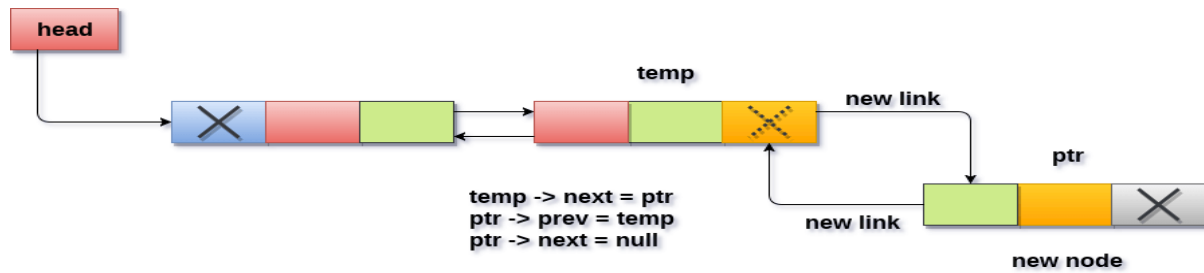 head
temp
new link
ptr
temp -> next = ptr
ptr -> prev = temp
ptr -> next = null
new link
new node